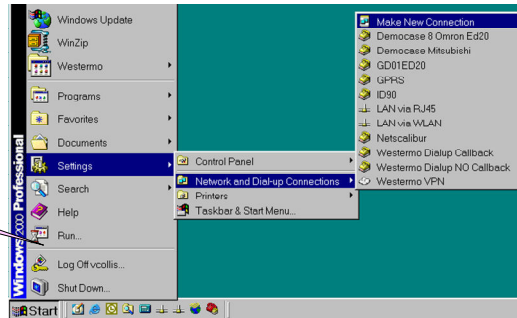 Windows Update
WinZip
Westermo
Programs
Favorites
Documents
Settings
Search
Help
Run...
Log Off vcollis...
Shut Down...
Windows 2000 Professional
Start
Control Panel
Network and Dial-up Connections
Printers
Taskbar & Start Menu...
Make New Connection
Democase 8 Omron Ed20
Democase Mitsubishi
GD01ED20
GPRS
ID90
LAN via RJ45
LAN via WLAN
Netscalibur
Westermo Dialup Callback
Westermo Dialup NO Callback
Westermo VPN